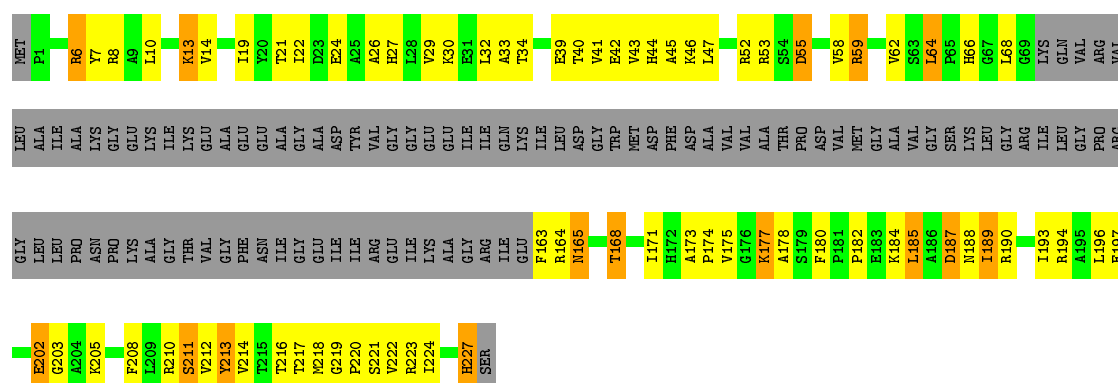 MET P1 R6 Y7 R8 A9 L10 K13 V14 I19 Y20 T21 I22 D23 E24 A25 A26 H27 L28 V29 K30 E31 L32 A33 T34 E39 T40 V41 E42 V43 H44 A45 K46 L47 R52 R53 S54 D55 V58 R59 V62 S63 L64 P65 H66 G67 L68 G69 LYS GLN VAL ARG VAL
LEU ALA ILE ALA LYS GLY GLU LYS ILE LYS GLU ALA GLU GLU ALA GLY ALA ASP TYR VAL GLY GLY GLU GLU ILE ILE GLN LYS ILE LEU ASP GLY TRP MET ASP PHE ASP ALA VAL VAL ALA THR PRO ASP VAL MET GLY ALA VAL GLY SER LYS LEU GLY ARG ILE LEU GLY PRO ARG
GLY LEU LEU PRO ASN PRO LYS ALA GLY THR VAL GLY PHE ASN ILE GLY GLU ILE ILE ARG GLU ILE LYS ALA GLY ARG ILE GLU F163 R164 N165 T168 I171 H172 A173 P174 V175 G176 K177 A178 S179 F180 P181 P182 E183 K184 L185 A186 D187 N188 I189 R190 I193 R194 A195 L196 E197
E202 G203 A204 K205 F208 L209 R210 S211 V212 Y213 V214 T215 T216 T217 M218 G219 P220 S221 V222 R223 I224 H227 SER